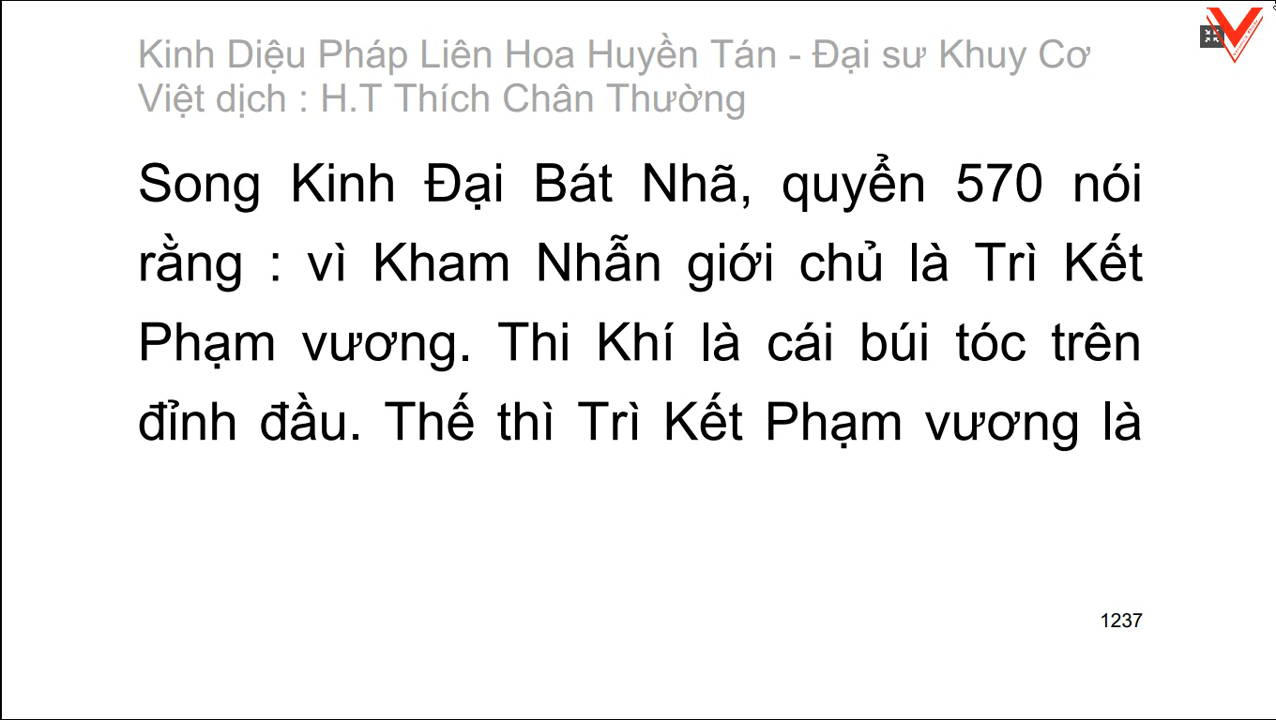 Kinh Diệu Pháp Liên Hoa Huyền Tán - Đại sư Khuy Cơ
Việt dịch : H.T Thích Chân Thường
Song Kinh Đại Bát Nhã, quyển 570 nói
rằng : vì Kham Nhẫn giới chủ là Trì Kết
Phạm vương. Thi Khí là cái búi tóc trên
đỉnh đầu. Thế thì Trì Kết Phạm vương là
1237